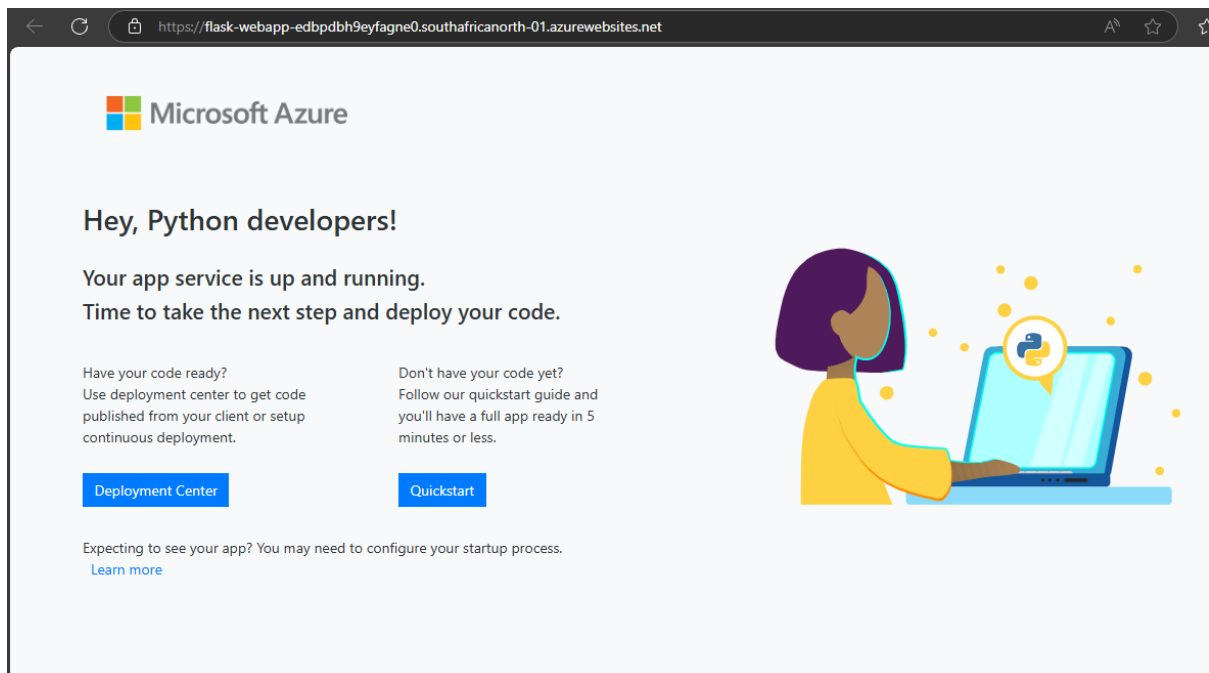 https://flask-webapp-edbpdbh9eyfagne0.southafricanorth-01.azurewebsites.net
Microsoft Azure
Hey, Python developers!
Your app service is up and running.
Time to take the next step and deploy your code.
Have your code ready?
Use deployment center to get code
published from your client or setup
continuous deployment.
Deployment Center
Don't have your code yet?
Follow our quickstart guide and
you'll have a full app ready in 5
minutes or less.
Quickstart
Expecting to see your app? You may need to configure your startup process.
Learn more